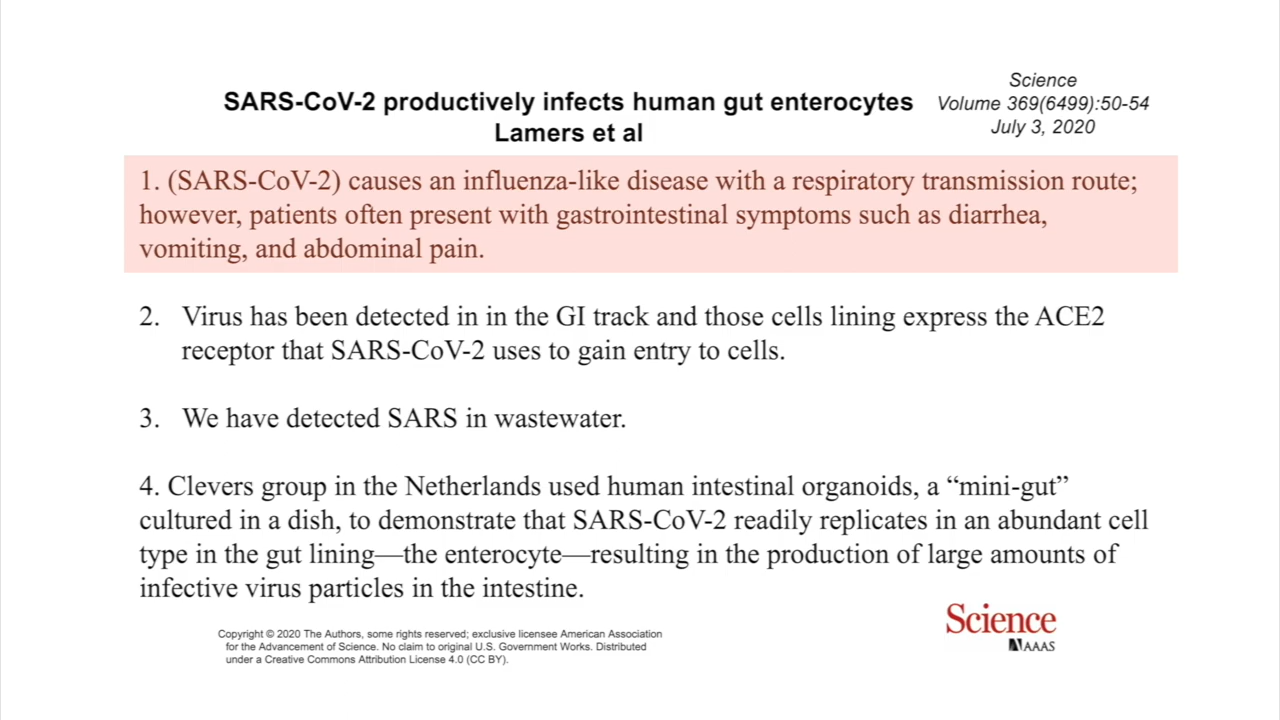 SARS-CoV-2 productively infects human gut enterocytes
Lamers et al
Science
Volume 369(6499):50-54
July 3, 2020
1. (SARS-CoV-2) causes an influenza-like disease with a respiratory transmission route;
however, patients often present with gastrointestinal symptoms such as diarrhea,
vomiting, and abdominal pain.
2. Virus has been detected in in the GI track and those cells lining express the ACE2
receptor that SARS-CoV-2 uses to gain entry to cells.
3. We have detected SARS in wastewater.
4. Clevers group in the Netherlands used human intestinal organoids, a “mini-gut”
cultured in a dish, to demonstrate that SARS-CoV-2 readily replicates in an abundant cell
type in the gut lining—the enterocyte—resulting in the production of large amounts of
infective virus particles in the intestine.
Copyright © 2020 The Authors, some rights reserved; exclusive licensee American Association
for the Advancement of Science. No claim to original U.S. Government Works. Distributed
under a Creative Commons Attribution License 4.0 (CC BY).
Science
AAAS